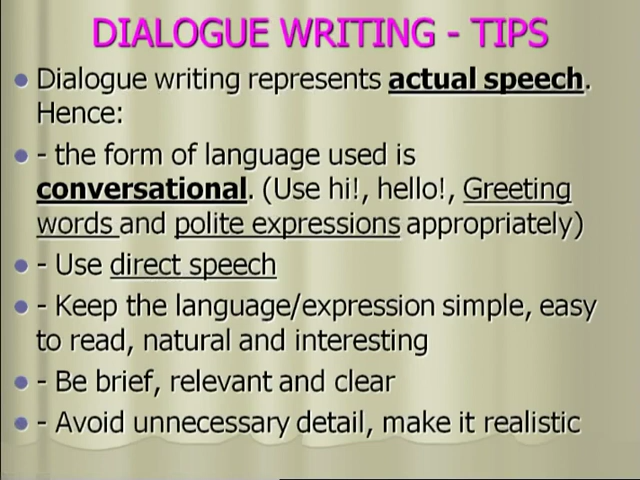 DIALOGUE WRITING - TIPS
Dialogue writing represents actual speech.
Hence:
- the form of language used is
conversational. (Use hi!, hello!, Greeting
words and polite expressions appropriately)
- Use direct speech
- Keep the language/expression simple, easy
to read, natural and interesting
- Be brief, relevant and clear
- Avoid unnecessary detail, make it realistic